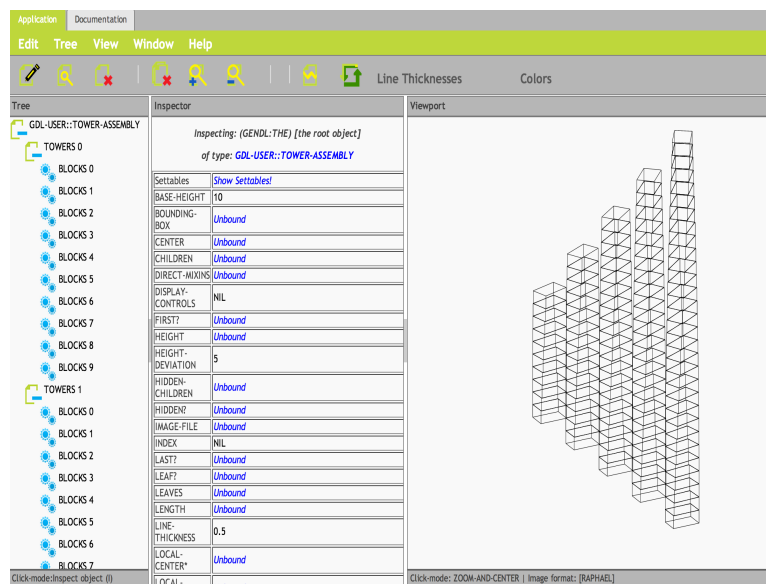 Application Documentation
Edit Tree View Window Help
Line Thicknesses Colors
Tree
GDL-USER::TOWER-ASSEMBLY
TOWERS 0
BLOCKS 0
BLOCKS 1
BLOCKS 2
BLOCKS 3
BLOCKS 4
BLOCKS 5
BLOCKS 6
BLOCKS 7
BLOCKS 8
BLOCKS 9
TOWERS 1
BLOCKS 0
BLOCKS 1
BLOCKS 2
BLOCKS 3
BLOCKS 4
BLOCKS 5
BLOCKS 6
BLOCKS 7
Click-mode:Inspect object (I)
Inspector
Inspecting: (GENDL:THE) [the root object]
of type: GDL-USER::TOWER-ASSEMBLY
Settables Show Settables!
BASE-HEIGHT 10
BOUNDING-
BOX Unbound
CENTER Unbound
CHILDREN Unbound
DIRECT-MIXINS Unbound
DISPLAY-
CONTROLS NIL
FIRST? Unbound
HEIGHT Unbound
HEIGHT-
DEVIATION 5
HIDDEN-
CHILDREN Unbound
HIDDEN? Unbound
IMAGE-FILE Unbound
INDEX NIL
LAST? Unbound
LEAF? Unbound
LEAVES Unbound
LENGTH Unbound
LINE-
THICKNESS 0.5
LOCAL-
CENTER* Unbound
LOCAL-
Viewport
Click-mode: ZOOM-AND-CENTER | Image format: [RAPHAEL]